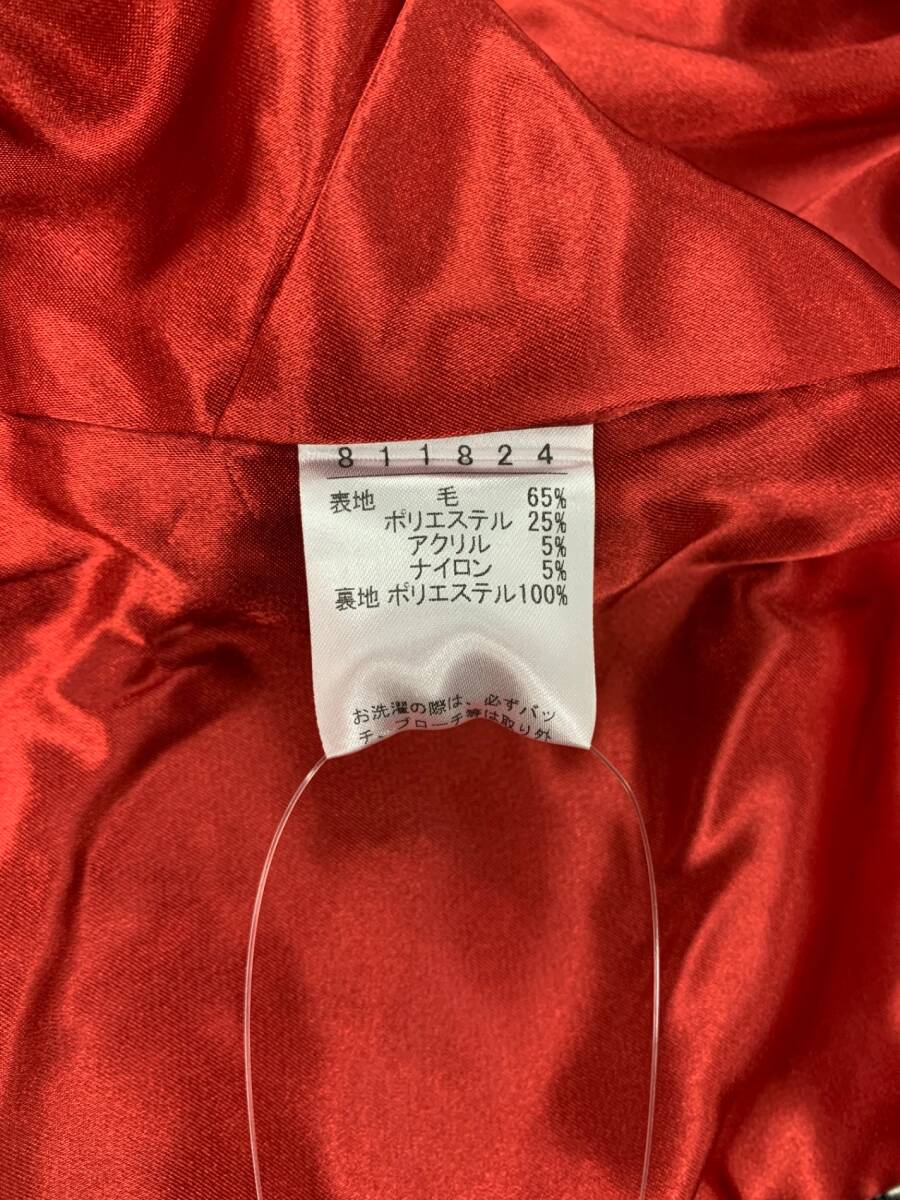 811824
表地 毛 65%
ポリエステル 25%
アクリル 5%
ナイロン 5%
裏地 ポリエステル100%
お洗濯の際は、必ずバッ
チ、ブローチ等は取り外